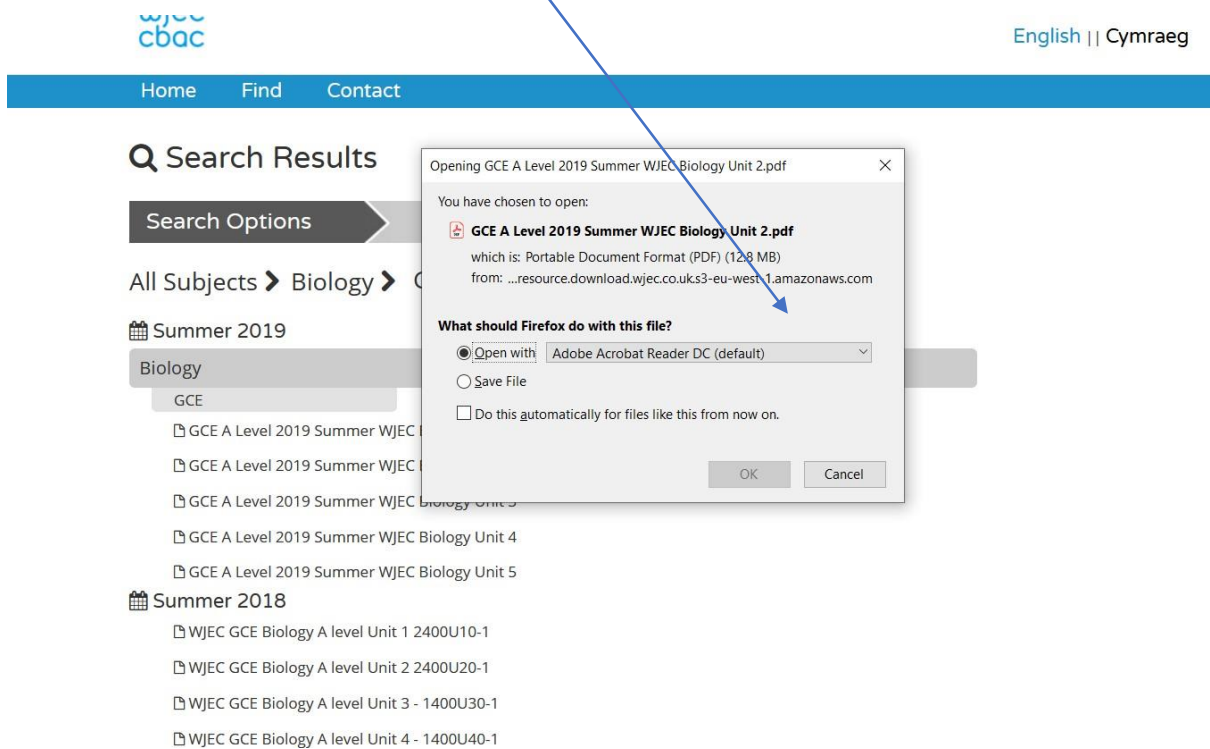 wjec
cbac
English || Cymraeg
Home Find Contact
Search Results
Search Options
All Subjects Biology
Summer 2019
Biology
GCE
GCE A Level 2019 Summer WJEC
GCE A Level 2019 Summer WJEC
GCE A Level 2019 Summer WJEC Biology Unit 3
GCE A Level 2019 Summer WJEC Biology Unit 4
GCE A Level 2019 Summer WJEC Biology Unit 5
Summer 2018
WJEC GCE Biology A level Unit 1 2400U10-1
WJEC GCE Biology A level Unit 2 2400U20-1
WJEC GCE Biology A level Unit 3 - 1400U30-1
WJEC GCE Biology A level Unit 4 - 1400U40-1
Opening GCE A Level 2019 Summer WJEC Biology Unit 2.pdf
You have chosen to open:
GCE A Level 2019 Summer WJEC Biology Unit 2.pdf
which is: Portable Document Format (PDF) (12.8 MB)
from: ...resource.download.wjec.co.uk.s3-eu-west-1.amazonaws.com
What should Firefox do with this file?
Open with Adobe Acrobat Reader DC (default)
Save File
Do this automatically for files like this from now on.
OK Cancel